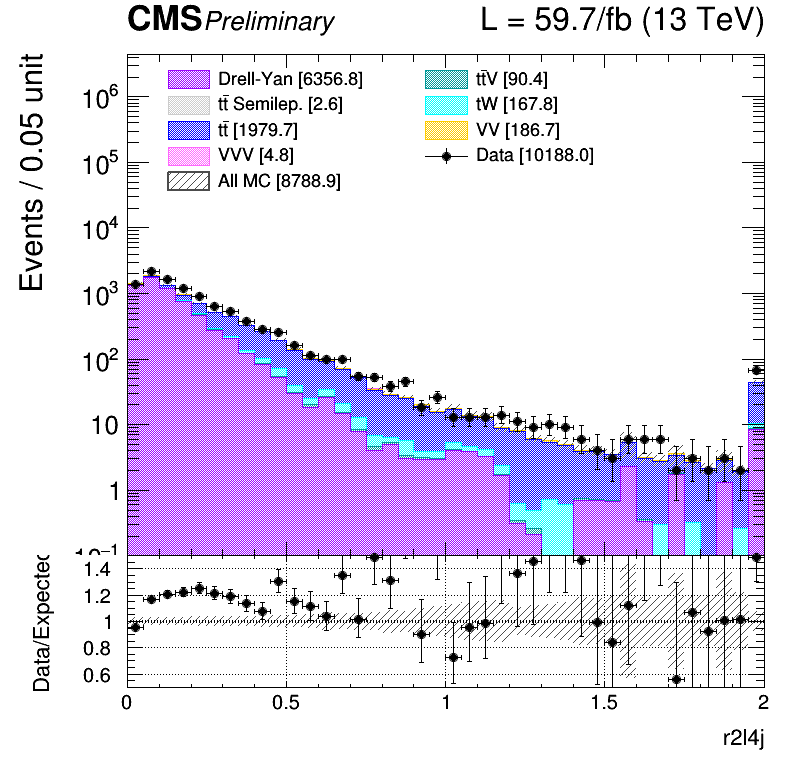 CMS Preliminary L = 59.7/fb (13 TeV)
Drell-Yan [6356.8] tt̄V [90.4]
tt̄ Semilep. [2.6] tW [167.8]
tt̄ [1979.7] VV [186.7]
VVV [4.8] Data [10188.0]
All MC [8788.9]
Events / 0.05 unit
10⁶
10⁵
10⁴
10³
10²
10
1
10⁻¹
Data/Expected
1.4
1.2
1
0.8
0.6
0 0.5 1 1.5 2
r2l4j